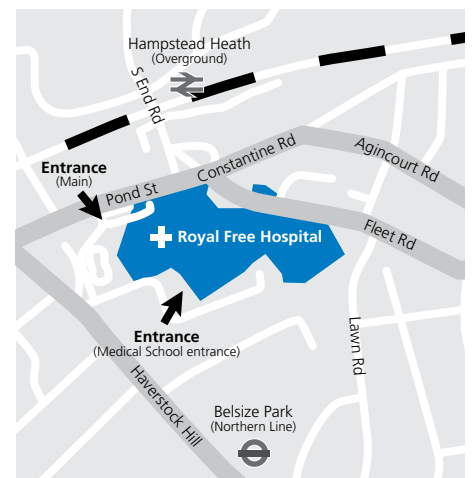 Hampstead Heath
(Overground)
S End Rd
Entrance
(Main)
Pond St
Constantine Rd
Agincourt Rd
Royal Free Hospital
Fleet Rd
Entrance
(Medical School entrance)
Lawn Rd
Haverstock Hill
Belsize Park
(Northern Line)